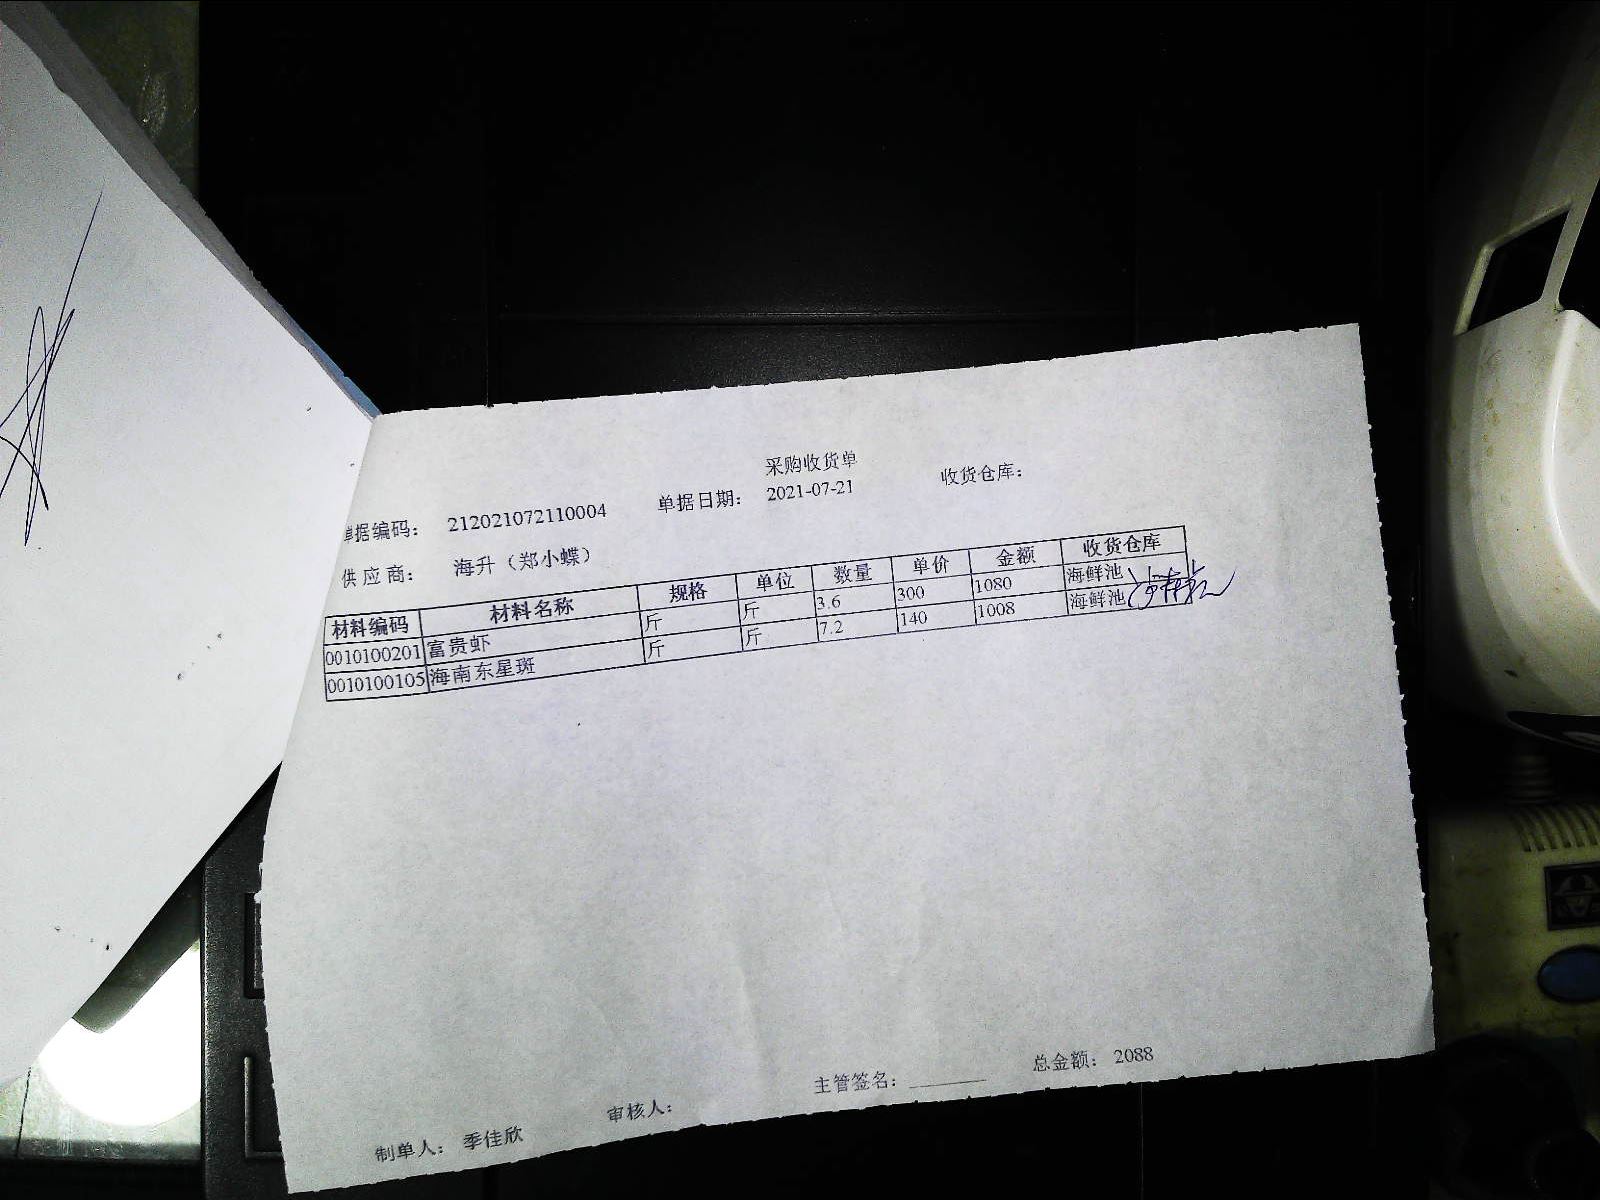 采购收货单
单据编码： 212021072110004 单据日期： 2021-07-21 收货仓库：
供应商： 海升（郑小蝶）
材料编码 材料名称 规格 单位 数量 单价 金额 收货仓库
0010100201 富贵虾 斤 斤 3.6 300 1080 海鲜池
0010100105 海南东星斑 斤 斤 7.2 140 1008 海鲜池
制单人： 季佳欣 审核人： 主管签名： 总金额： 2088